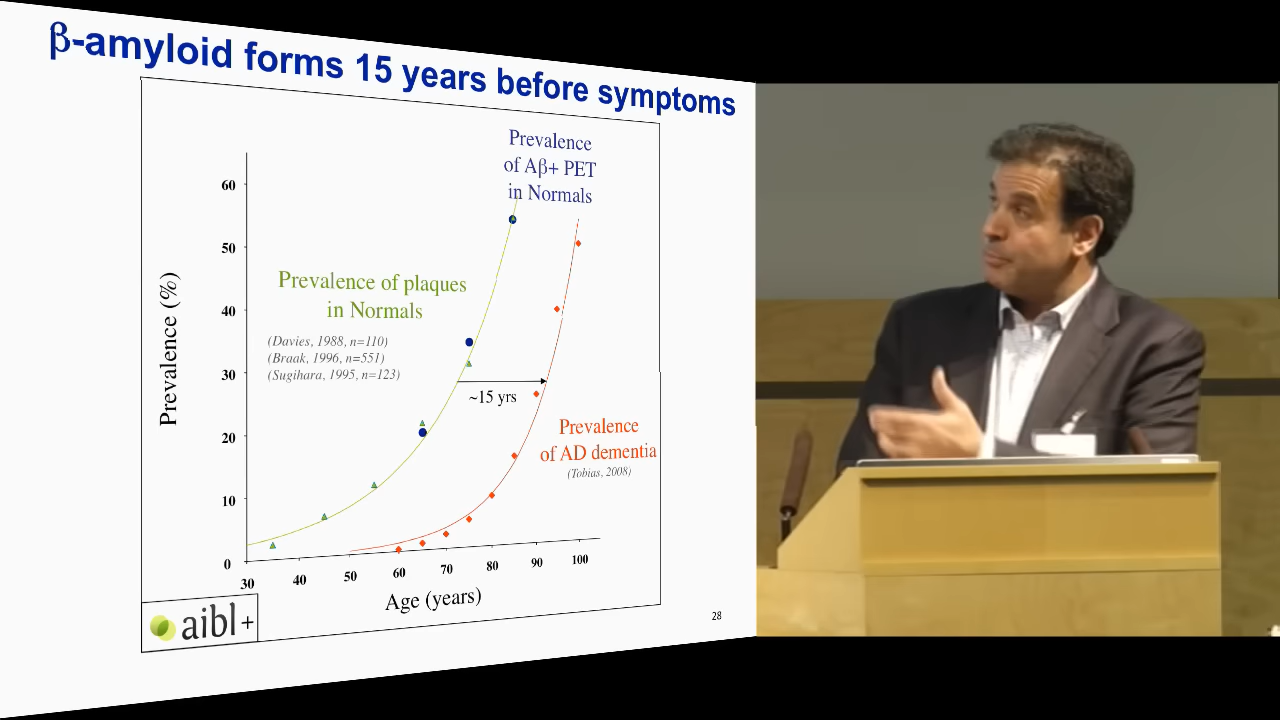 β-amyloid forms 15 years before symptoms
Prevalence
of Aβ+ PET
in Normals
60
50
40
30
20
10
0
Prevalence (%)
Prevalence of plaques
in Normals
(Davies, 1988, n=110)
(Braak, 1996, n=551)
(Sugihara, 1995, n=123)
~15 yrs
Prevalence
of AD dementia
(Tobias, 2008)
30 40 50 60 70 80 90 100
Age (years)
aibl+
28